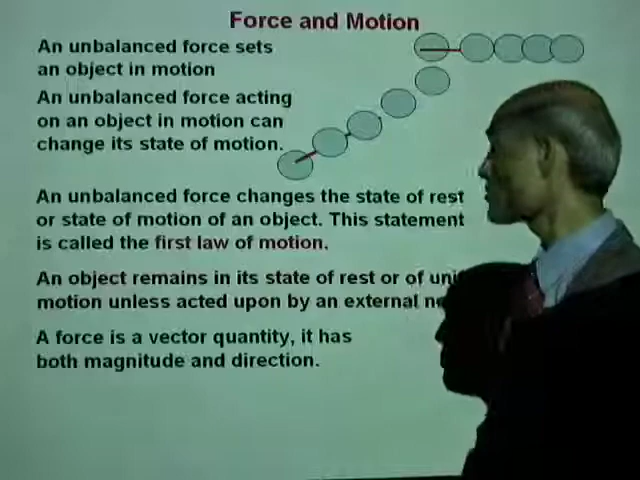 Force and Motion
An unbalanced force sets
an object in motion
An unbalanced force acting
on an object in motion can
change its state of motion.
An unbalanced force changes the state of rest
or state of motion of an object. This statement
is called the first law of motion.
An object remains in its state of rest or of
motion unless acted upon by an external
A force is a vector quantity, it has
both magnitude and direction.